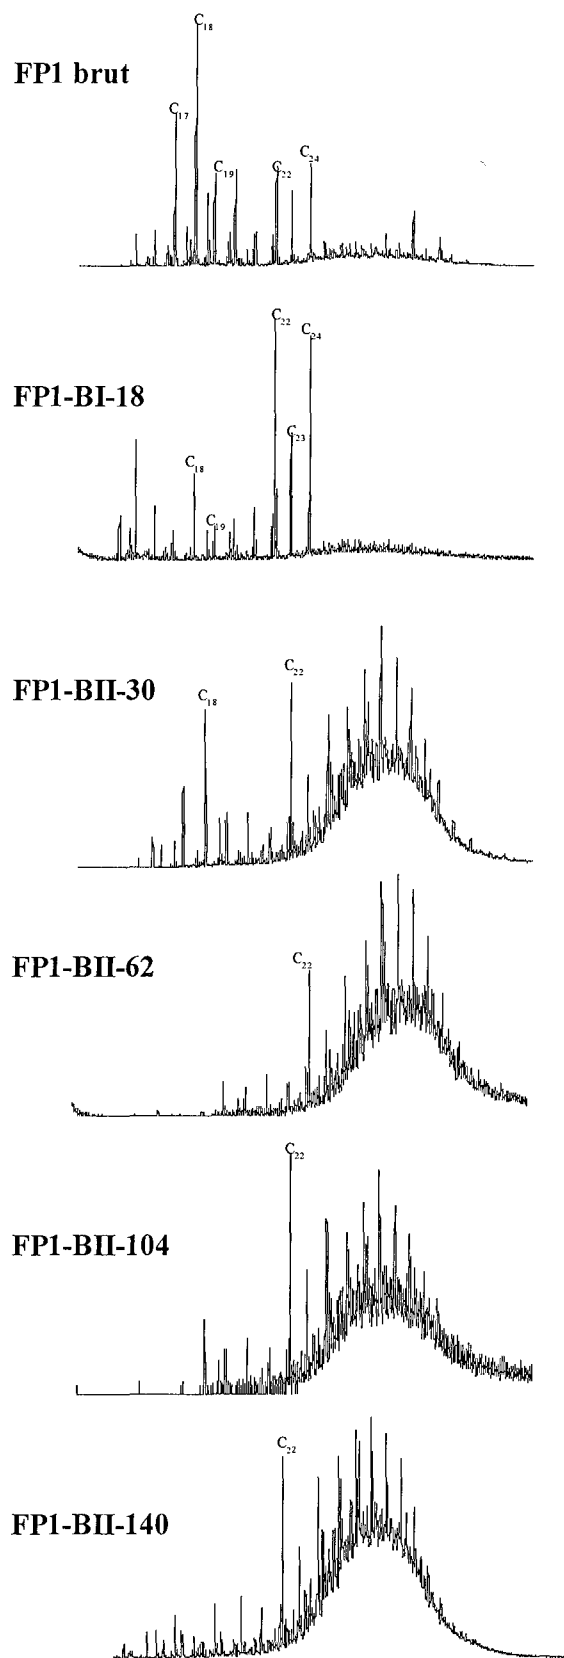 C18
FP1 brut
C17
C24
C19
C22
C22
C24
FP1-BI-18
C23
C18
C19
C22
FP1-BII-30
C18
C22
FP1-BII-62
C22
FP1-BII-104
C22
FP1-BII-140